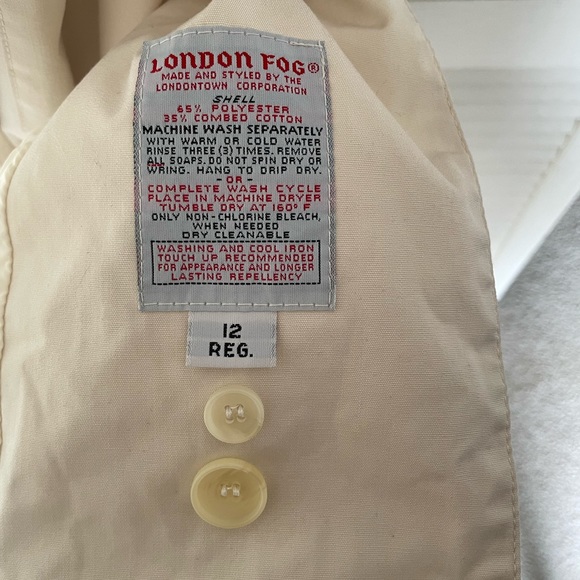 LONDON FOG®
MADE AND STYLED BY THE
LONDONTOWN CORPORATION
SHELL
65% POLYESTER
35% COMBED COTTON
MACHINE WASH SEPARATELY
WITH WARM OR COLD WATER
RINSE THREE (3) TIMES. REMOVE
ALL SOAPS. DO NOT SPIN DRY OR
WRING. HANG TO DRIP DRY.
- OR -
COMPLETE WASH CYCLE
PLACE IN MACHINE DRYER
TUMBLE DRY AT 160° F
ONLY NON-CHLORINE BLEACH,
WHEN NEEDED
DRY CLEANABLE
WASHING AND COOL IRON
TOUCH UP RECOMMENDED
FOR APPEARANCE AND LONGER
LASTING REPELLENCY
12
REG.